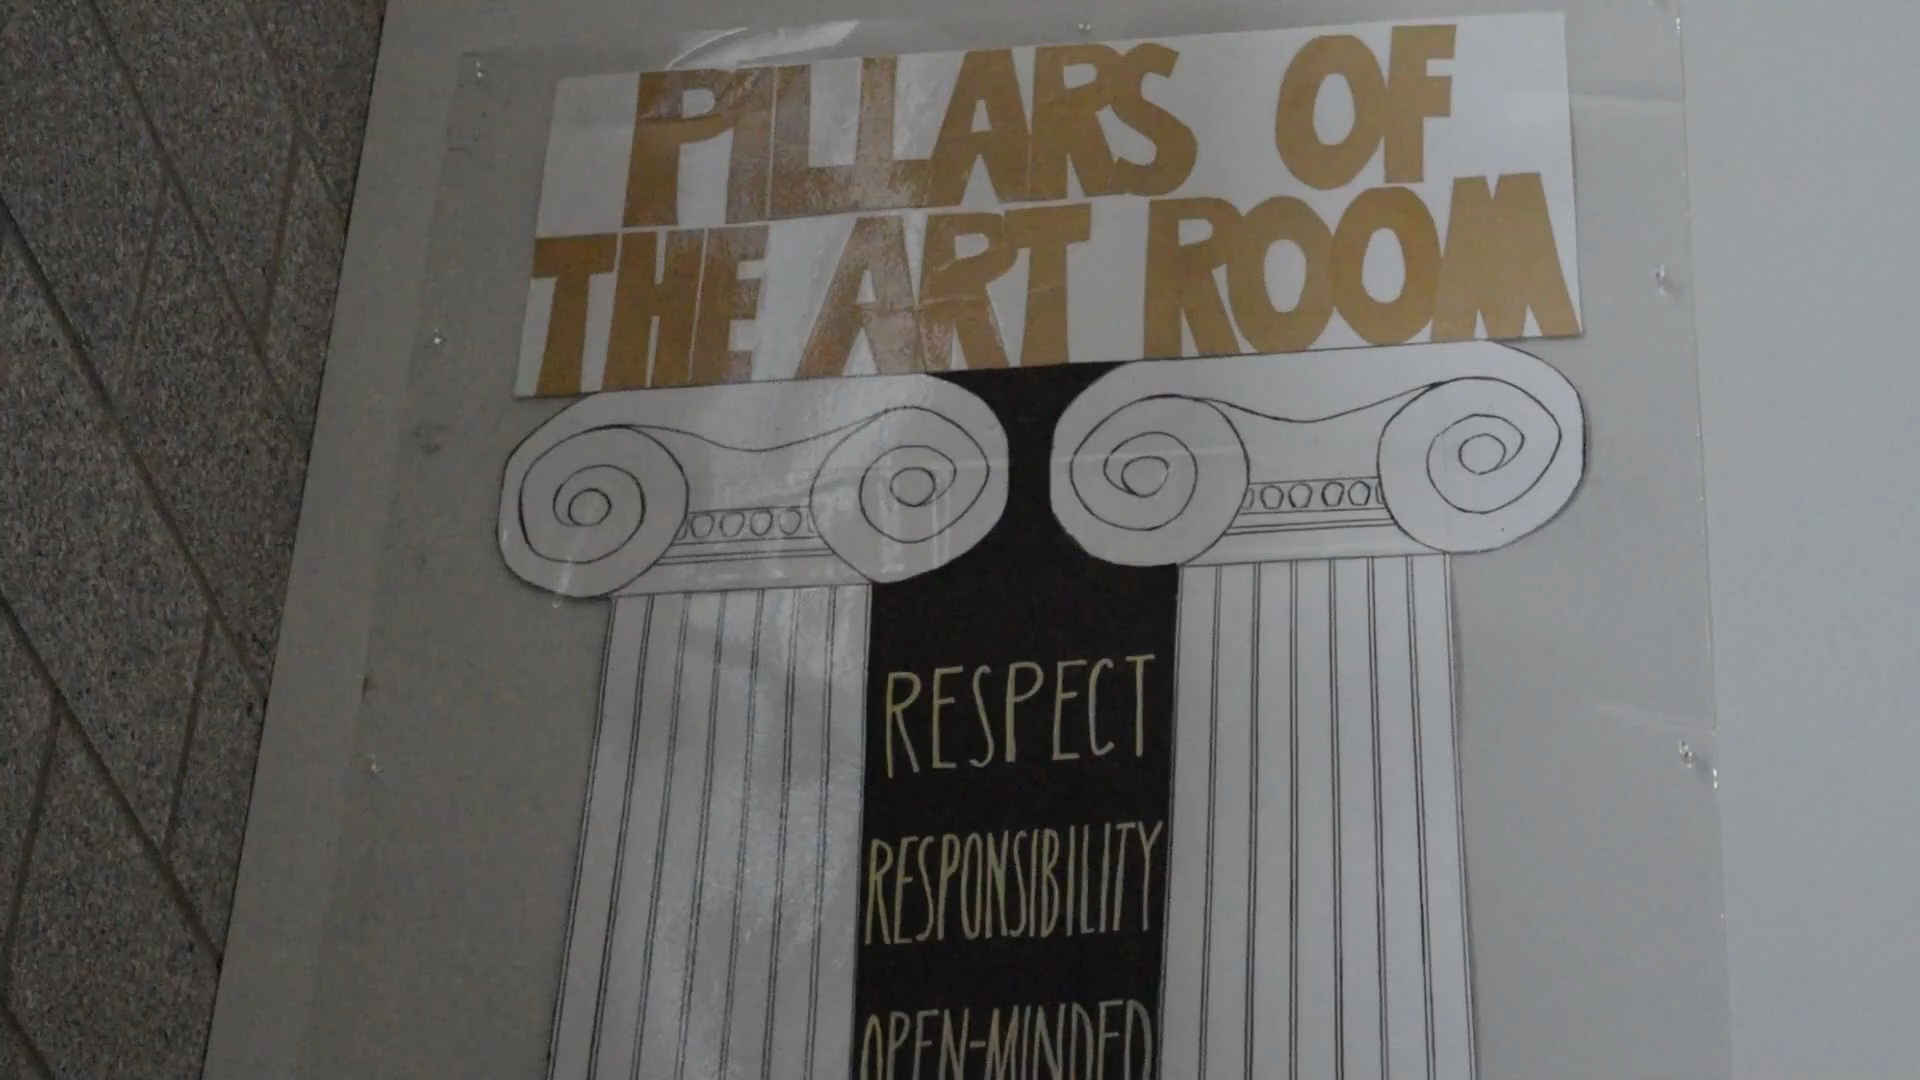 PILLARS OF
THE ART ROOM
RESPECT
RESPONSIBILITY
OPEN-MINDED